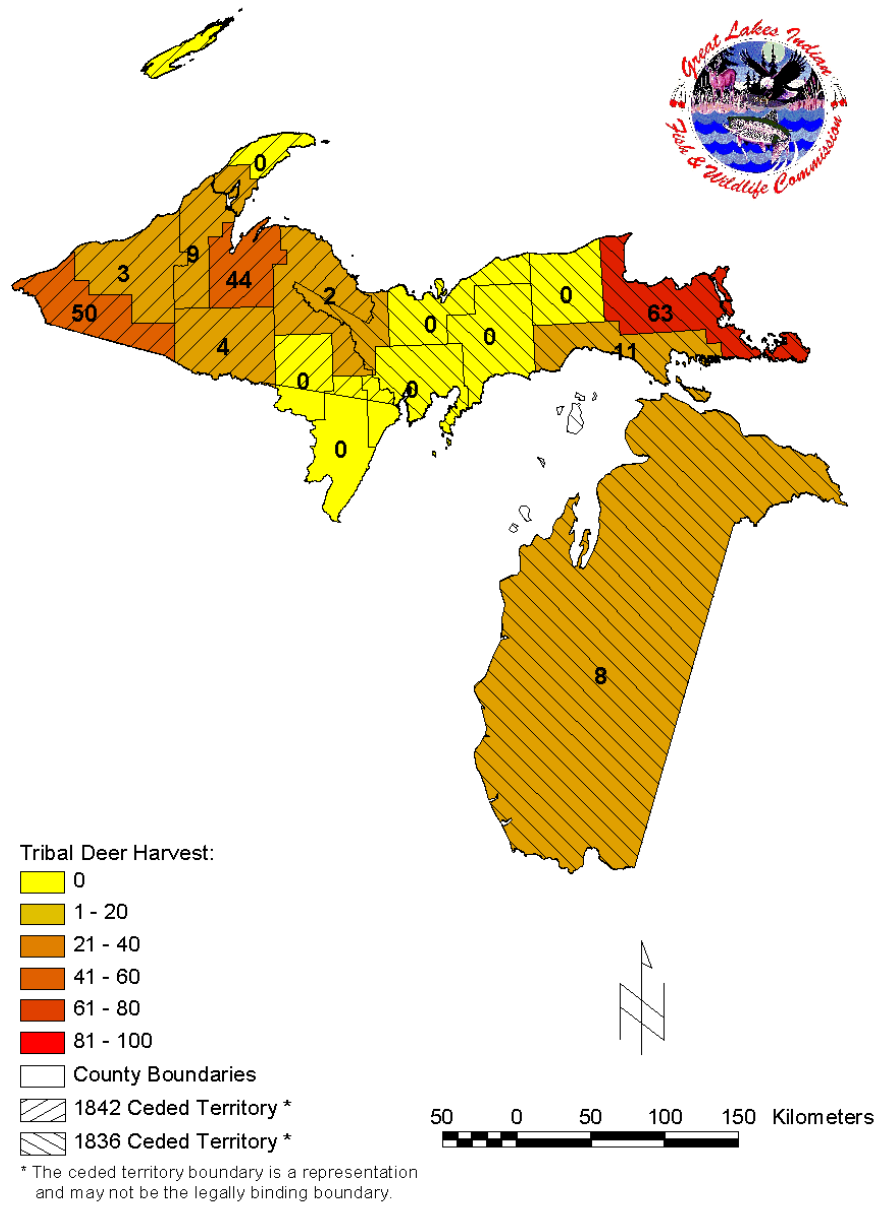 Great Lakes Indian
Fish & Wildlife Commission
0
1
9
3
44
50
2
4
0
0
0
63
0
11
0
0
8
Tribal Deer Harvest:
0
1 - 20
21 - 40
41 - 60
61 - 80
81 - 100
County Boundaries
1842 Ceded Territory *
1836 Ceded Territory *
* The ceded territory boundary is a representation
and may not be the legally binding boundary.
N
50 0 50 100 150 Kilometers